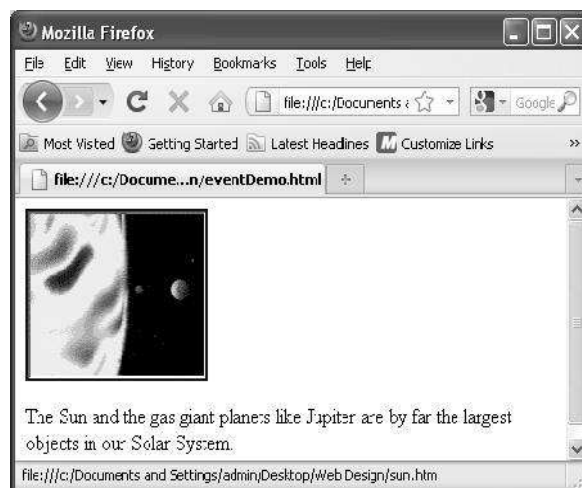 Mozilla Firefox
File Edit View History Bookmarks Tools Help
file:///c:/Documents a Google
Most Visted Getting Started Latest Headlines Customize Links »
file:///c:/Docume...n/eventDemo.html
The Sun and the gas giant planets like Jupiter are by far the largest
objects in our Solar System.
file:///c:/Documents and Settings/admin/Desktop/Web Design/sun.htm